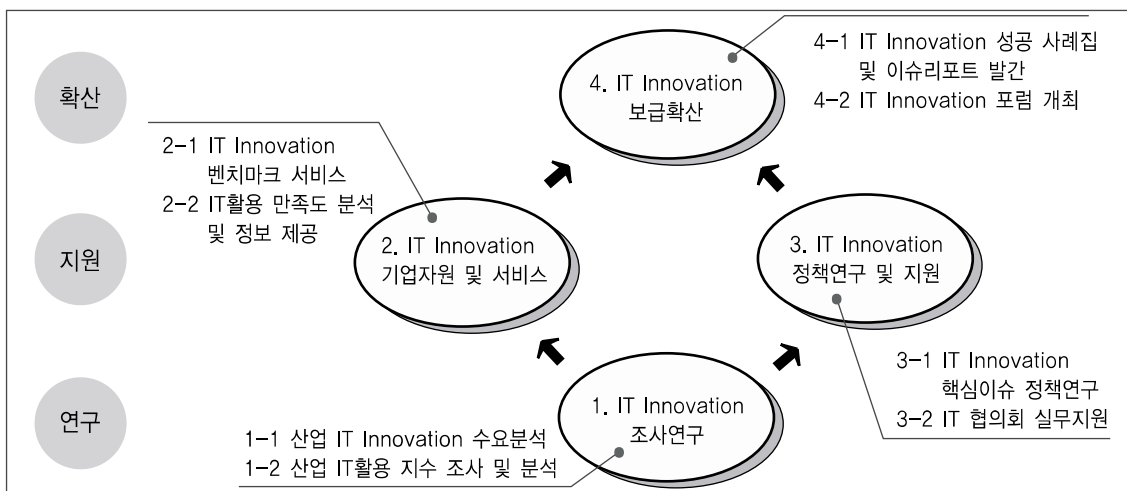 확산
4. IT Innovation
보급확산
4-1 IT Innovation 성공 사례집
및 이슈리포트 발간
4-2 IT Innovation 포럼 개최
2-1 IT Innovation
벤치마크 서비스
2-2 IT활용 만족도 분석
및 정보 제공
지원
2. IT Innovation
기업자원 및 서비스
3. IT Innovation
정책연구 및 지원
3-1 IT Innovation
핵심이슈 정책연구
3-2 IT 협의회 실무지원
연구
1. IT Innovation
조사연구
1-1 산업 IT Innovation 수요분석
1-2 산업 IT활용 지수 조사 및 분석